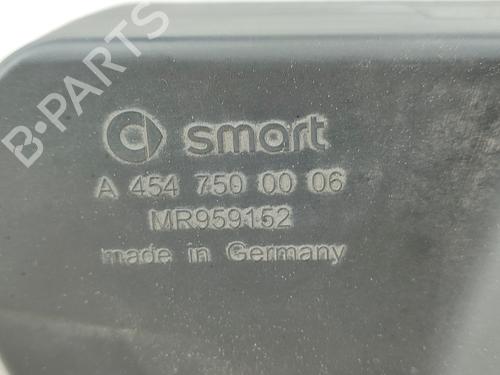 B-PARTS
smart
A 454 750 00 06
MR959152
made in Germany